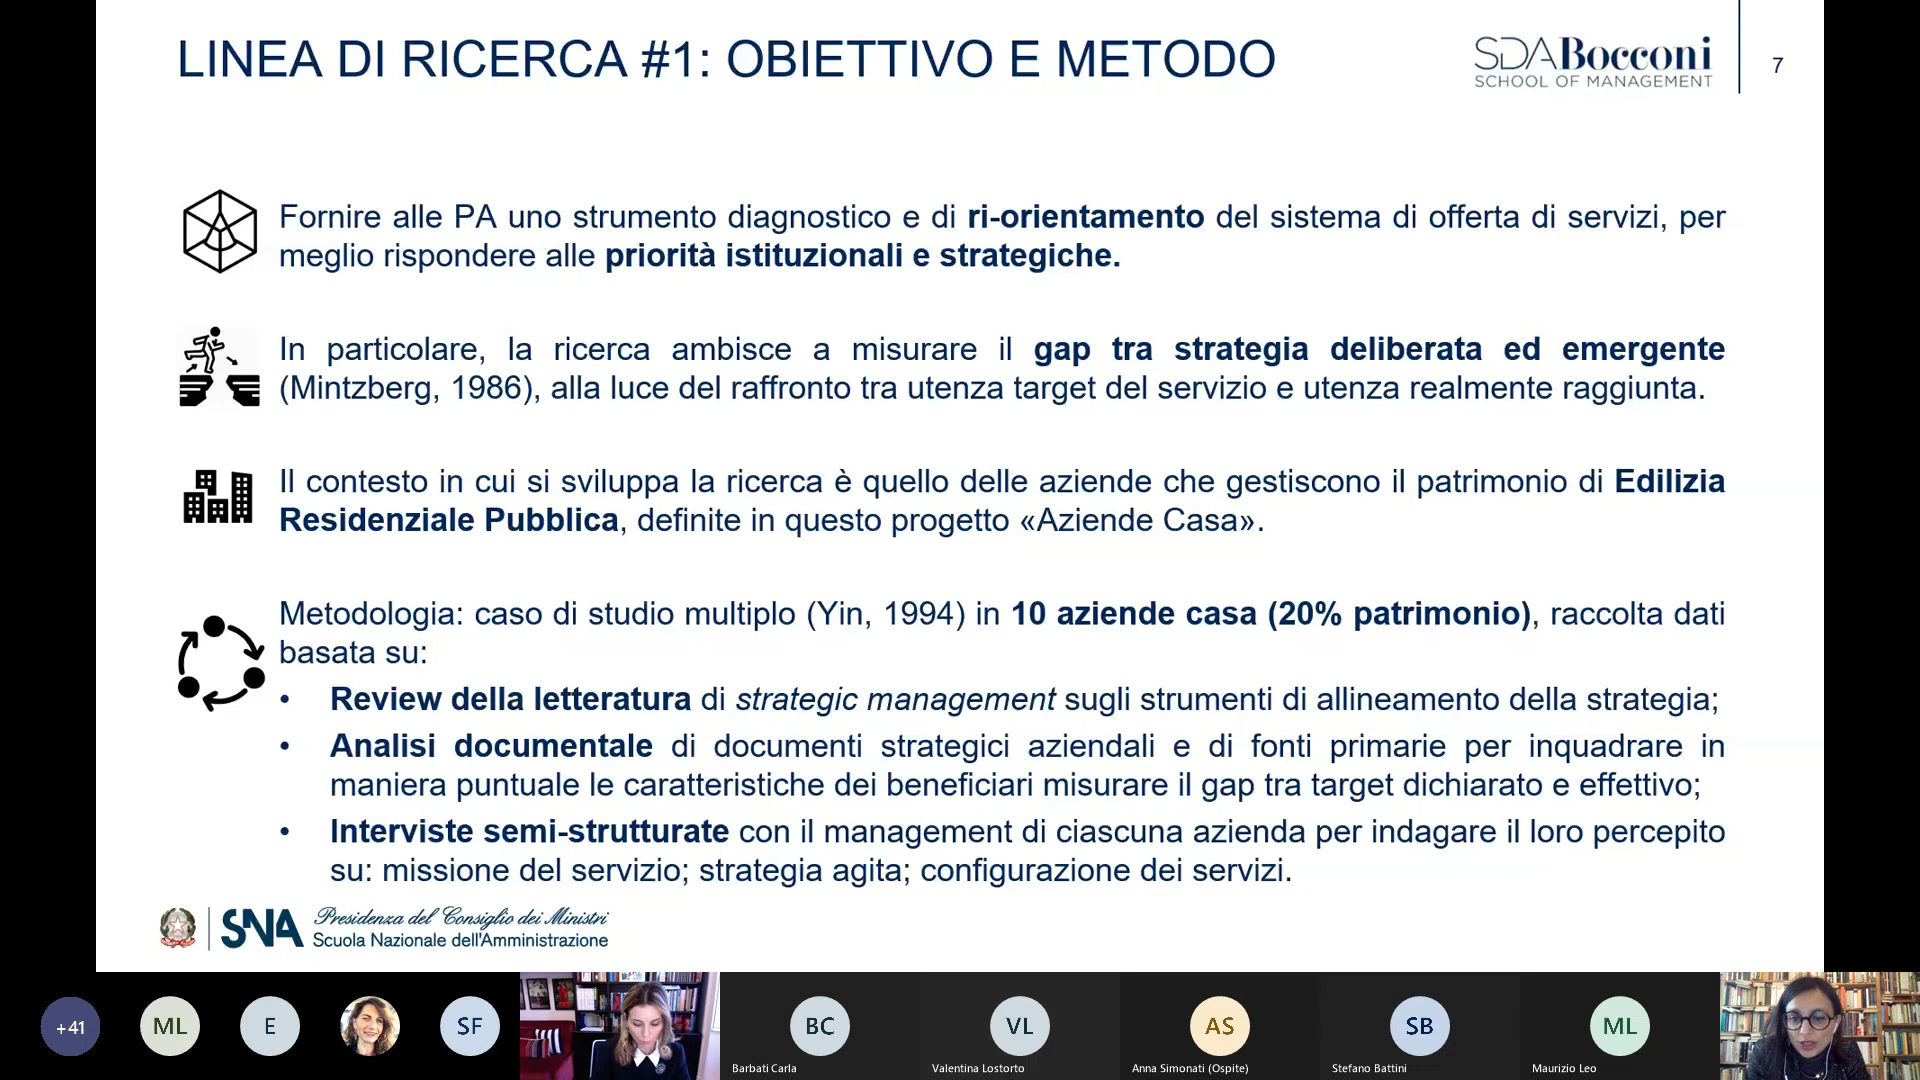 LINEA DI RICERCA #1: OBIETTIVO E METODO
SDA Bocconi
SCHOOL OF MANAGEMENT
7
Fornire alle PA uno strumento diagnostico e di ri-orientamento del sistema di offerta di servizi, per
meglio rispondere alle priorità istituzionali e strategiche.
In particolare, la ricerca ambisce a misurare il gap tra strategia deliberata ed emergente
(Mintzberg, 1986), alla luce del raffronto tra utenza target del servizio e utenza realmente raggiunta.
Il contesto in cui si sviluppa la ricerca è quello delle aziende che gestiscono il patrimonio di Edilizia
Residenziale Pubblica, definite in questo progetto «Aziende Casa».
Metodologia: caso di studio multiplo (Yin, 1994) in 10 aziende casa (20% patrimonio), raccolta dati
basata su:
• Review della letteratura di strategic management sugli strumenti di allineamento della strategia;
• Analisi documentale di documenti strategici aziendali e di fonti primarie per inquadrare in
maniera puntuale le caratteristiche dei beneficiari misurare il gap tra target dichiarato e effettivo;
• Interviste semi-strutturate con il management di ciascuna azienda per indagare il loro percepito
su: missione del servizio; strategia agita; configurazione dei servizi.
SNA
Presidenza del Consiglio dei Ministri
Scuola Nazionale dell'Amministrazione
+41
ML
E
SF
BC
Barbati Carla
VL
Valentina Lostorto
AS
Anna Simonati (Ospite)
SB
Stefano Battini
ML
Maurizio Leo